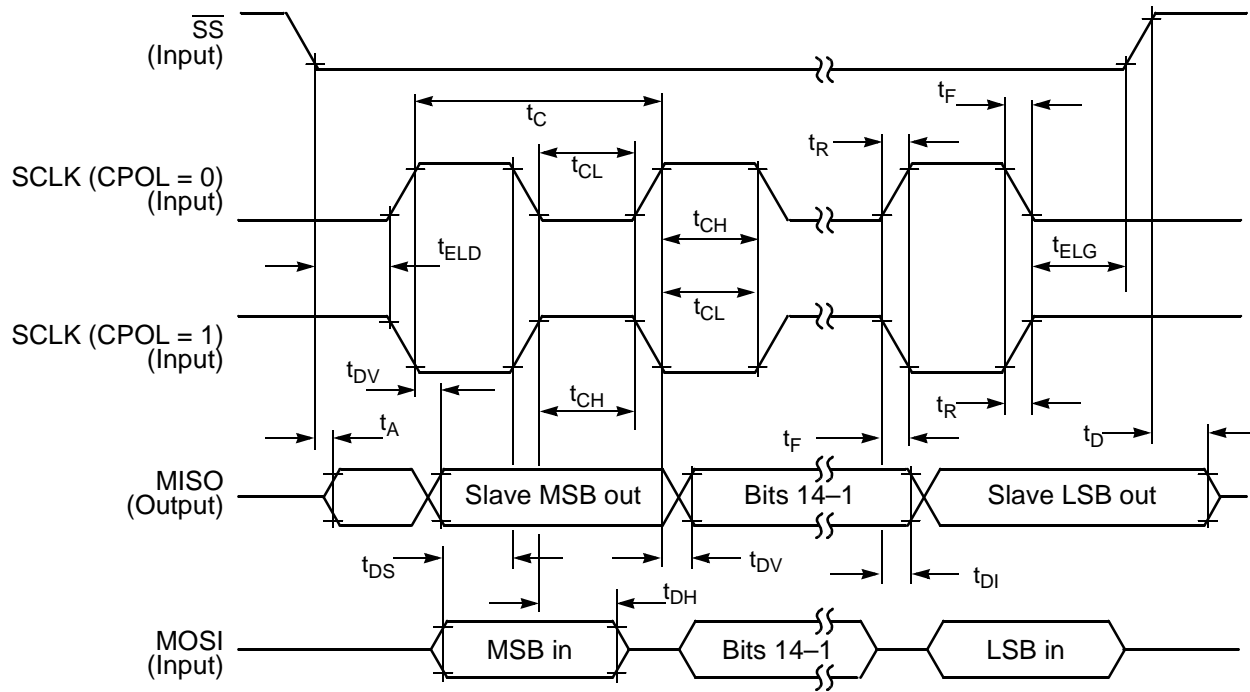 SS
(Input)
t_F
t_C
t_R
t_CL
SCLK (CPOL = 0)
(Input)
t_CH
t_ELD
t_ELG
t_CL
SCLK (CPOL = 1)
(Input)
t_DV
t_CH
t_R
t_A
t_F
t_D
MISO
(Output)
Slave MSB out
Bits 14–1
Slave LSB out
t_DS
t_DV
t_DI
t_DH
MOSI
(Input)
MSB in
Bits 14–1
LSB in